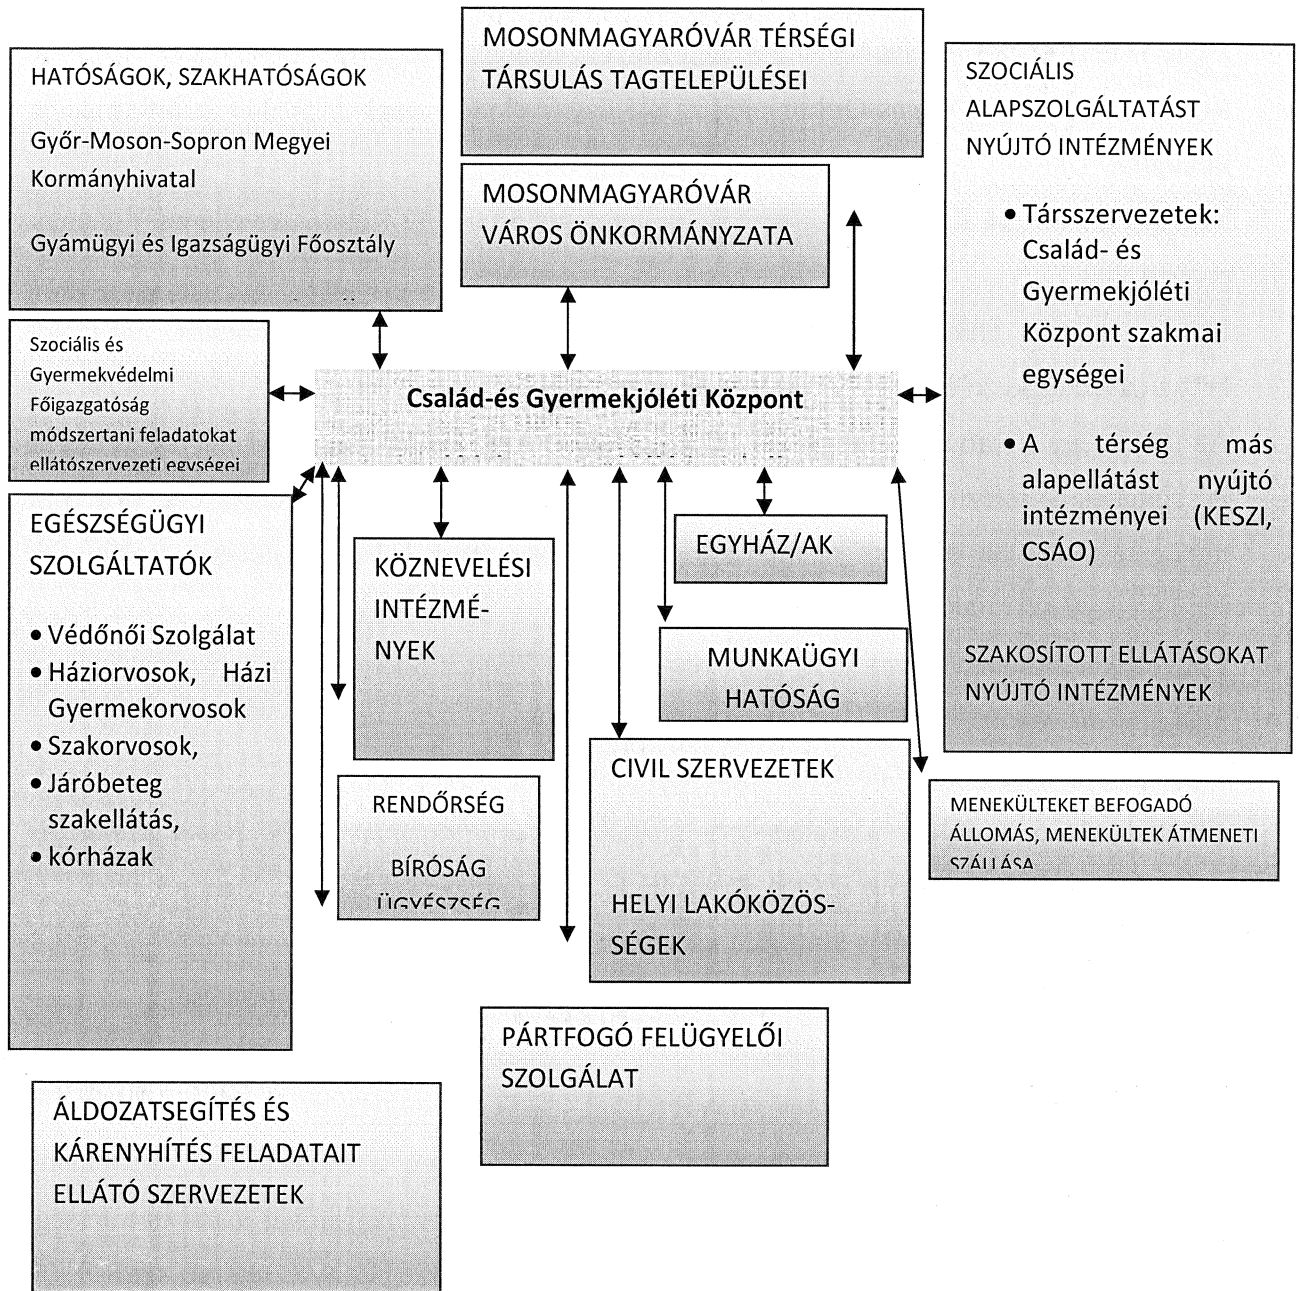 MOSONMAGYARÓVÁR TÉRSÉGI
TÁRSULÁS TAGTELEPÜLÉSEI
HATÓSÁGOK, SZAKHATÓSÁGOK
Győr-Moson-Sopron Megyei
Kormányhivatal
Gyámügyi és Igazságügyi Főosztály
MOSONMAGYARÓVÁR
VÁROS ÖNKORMÁNYZATA
SZOCIÁLIS
ALAPSZOLGÁLTATÁST
NYÚJTÓ INTÉZMÉNYEK
• Társszervezetek:
Család- és
Gyermekjóléti
Központ szakmai
egységei
• A térség más
alapellátást nyújtó
intézményei (KESZI,
CSÁO)
SZAKOSÍTOTT ELLÁTÁSOKAT
NYÚJTÓ INTÉZMÉNYEK
Szociális és
Gyermekvédelmi
Főigazgatóság
módszertani feladatokat
ellátószervezeti egységei
Család-és Gyermekjóléti Központ
EGÉSZSÉGÜGYI
SZOLGÁLTATÓK
• Védőnői Szolgálat
• Háziorvosok, Házi
Gyermekorvosok
• Szakorvosok,
• Járóbeteg
szakellátás,
• kórházak
KÖZNEVELÉSI
INTÉZMÉ-
NYEK
EGYHÁZ/AK
MUNKAÜGYI
HATÓSÁG
RENDŐRSÉG
BÍRÓSÁG
ÜGYÉSZSÉG
CIVIL SZERVEZETEK
HELYI LAKÓKÖZÖS-
SÉGEK
MENEKÜLTEKET BEFOGADÓ
ÁLLOMÁS, MENEKÜLTEK ÁTMENETI
SZÁLLÁSA
PÁRTFOGÓ FELÜGYELŐI
SZOLGÁLAT
ÁLDOZATSEGÍTÉS ÉS
KÁRENYHÍTÉS FELADATAIT
ELLÁTÓ SZERVEZETEK